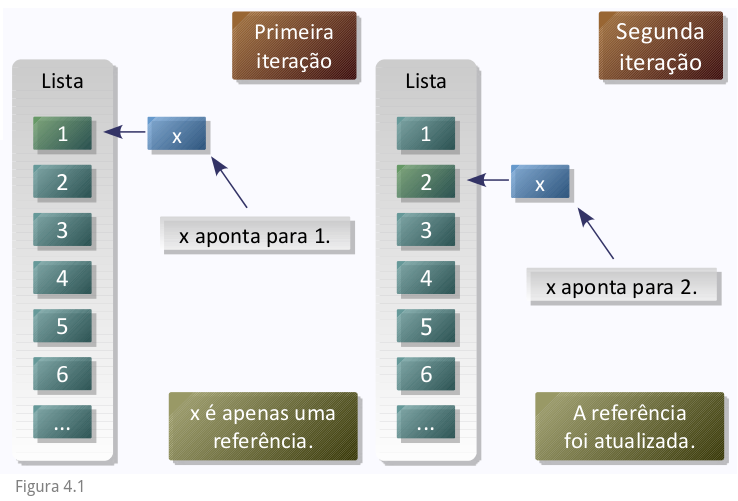 Primeira
iteração
Lista
1
2
3
4
5
6
...
x
x aponta para 1.
x é apenas uma
referência.
Segunda
iteração
Lista
1
2
3
4
5
6
...
x
x aponta para 2.
A referência
foi atualizada.
Figura 4.1